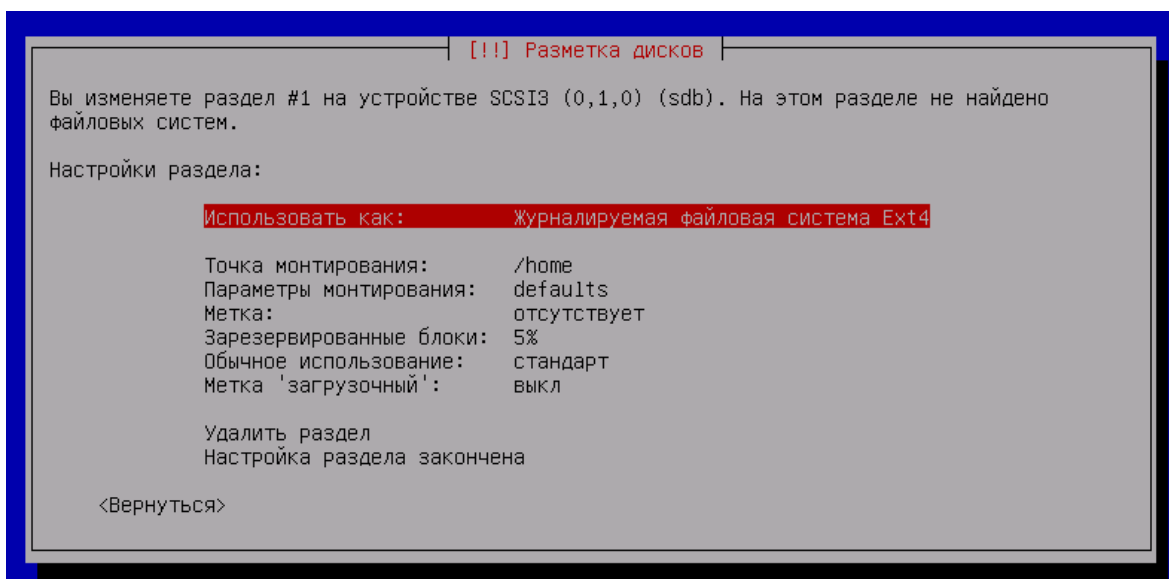 [!!] Разметка дисков
Вы изменяете раздел #1 на устройстве SCSI3 (0,1,0) (sdb). На этом разделе не найдено
файловых систем.
Настройки раздела:
Использовать как: Журналируемая файловая система Ext4
Точка монтирования: /home
Параметры монтирования: defaults
Метка: отсутствует
Зарезервированные блоки: 5%
Обычное использование: стандарт
Метка 'загрузочный': выкл
Удалить раздел
Настройка раздела закончена
<Вернуться>